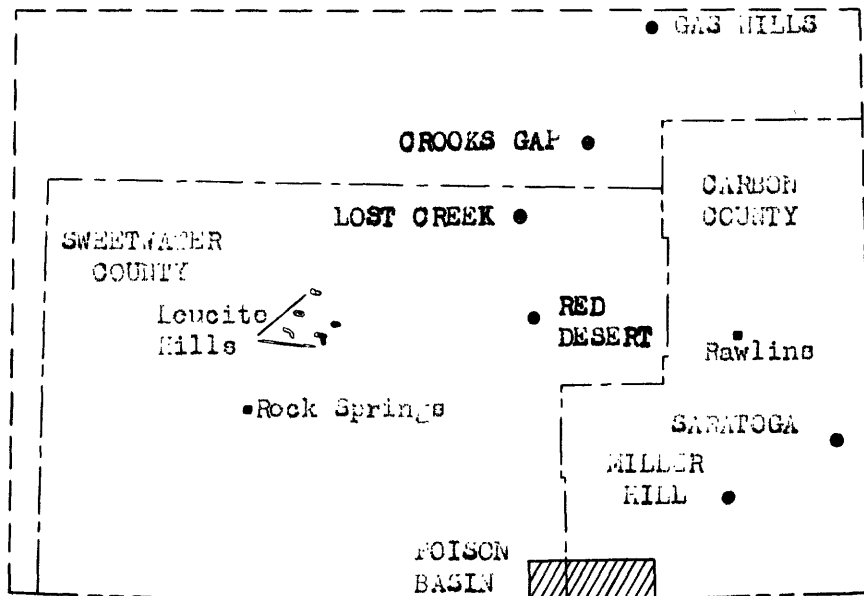 GAS HILLS
CROOKS GAP
CARBON
COUNTY
LOST CREEK
SWEETWATER
COUNTY
Leucite
Hills
RED
DESERT
Rawlins
Rock Springs
SARATOGA
MILLER
HILL
POISON
BASIN